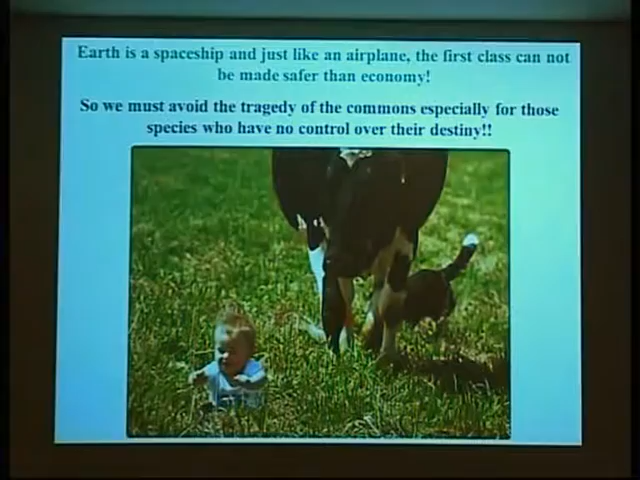 Earth is a spaceship and just like an airplane, the first class can not
be made safer than economy!
So we must avoid the tragedy of the commons especially for those
species who have no control over their destiny!!